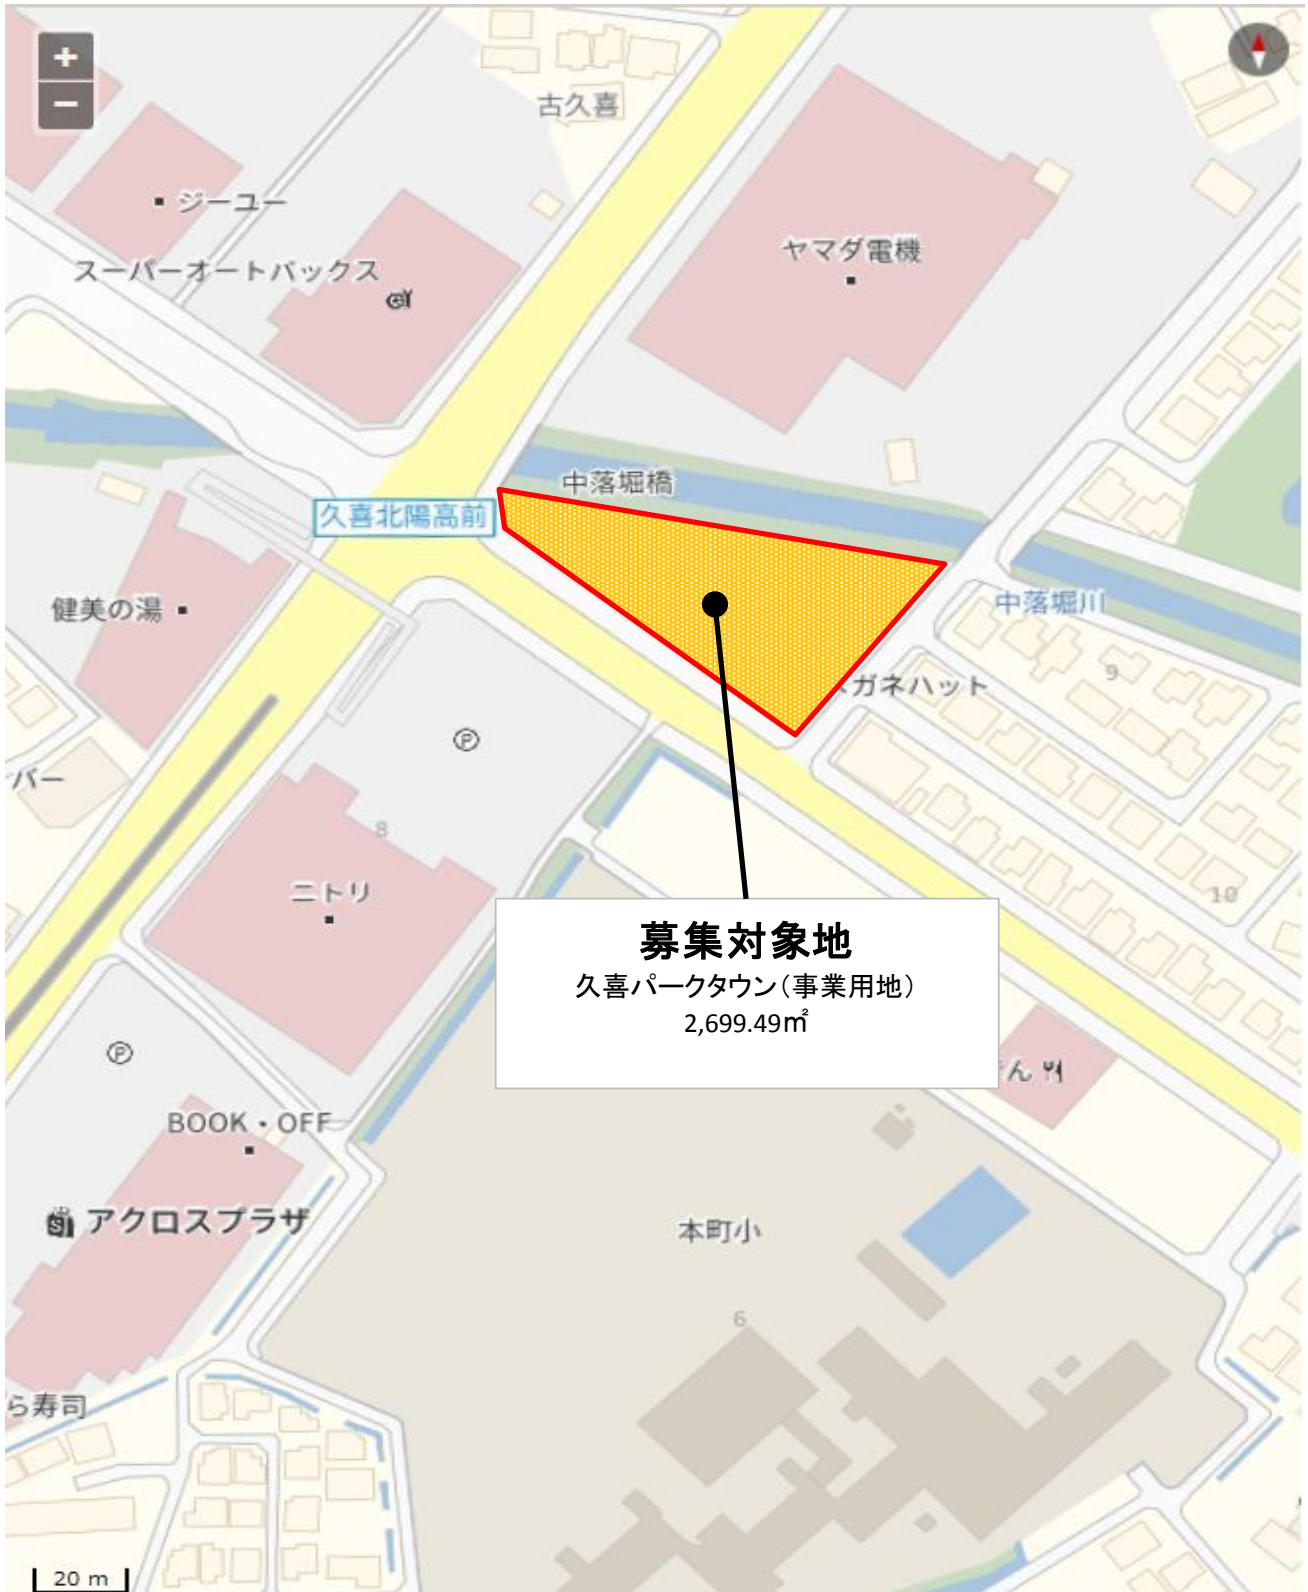 +
−
古久喜
ジーユー
スーパーオートバックス
ヤマダ電機
中落堀橋
久喜北陽高前
健美の湯
中落堀川
9
ガネハット
P
バー
8
ニトリ
10
募集対象地
久喜パークタウン（事業用地）
2,699.49㎡
P
ん
BOOK・OFF
アクロスプラザ
本町小
6
ら寿司
20 m